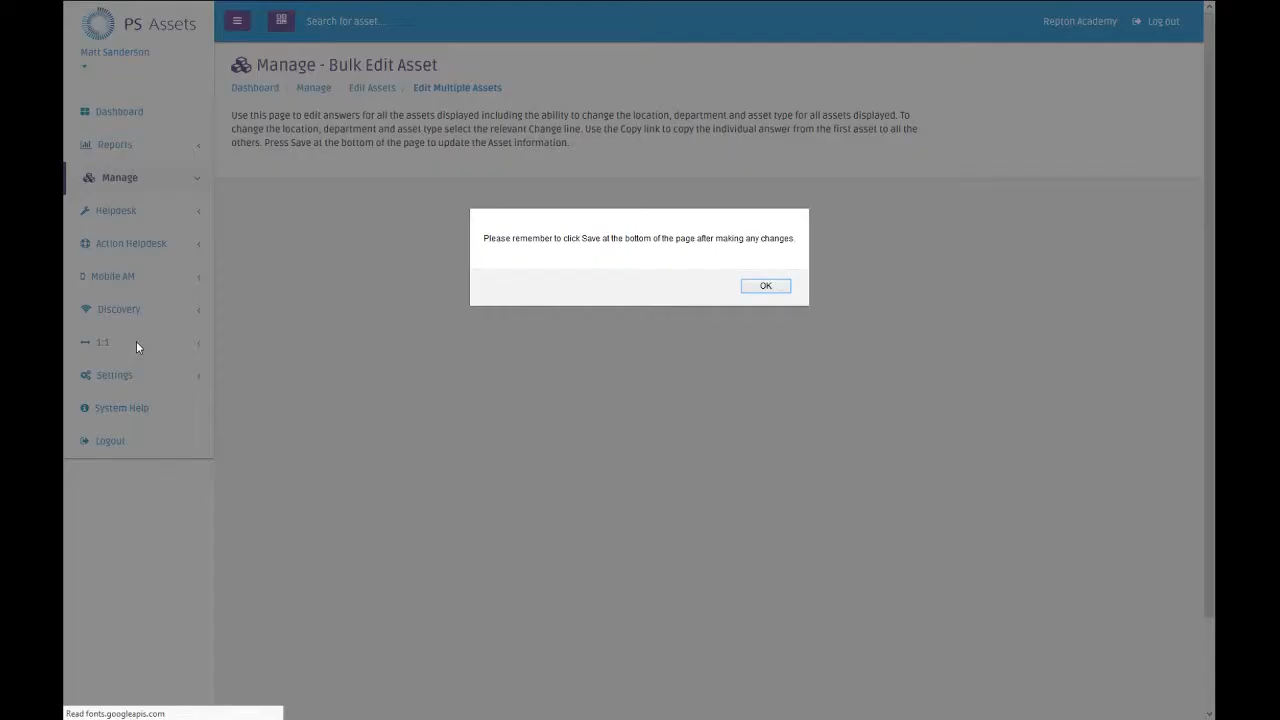 PS Assets
Search for asset....
Repton Academy
Log out
Matt Sanderson
Manage - Bulk Edit Asset
Dashboard
Manage
Edit Assets
Edit Multiple Assets
Use this page to edit answers for all the assets displayed including the ability to change the location, department and asset type for all assets displayed. To
change the location, department and asset type select the relevant Change line. Use the Copy link to copy the individual answer from the first asset to all the
others. Press Save at the bottom of the page to update the Asset information.
Dashboard
Reports
Manage
Helpdesk
Action Helpdesk
Mobile AM
Discovery
1:1
Settings
System Help
Logout
Please remember to click Save at the bottom of the page after making any changes.
OK
Read fonts.googleapis.com